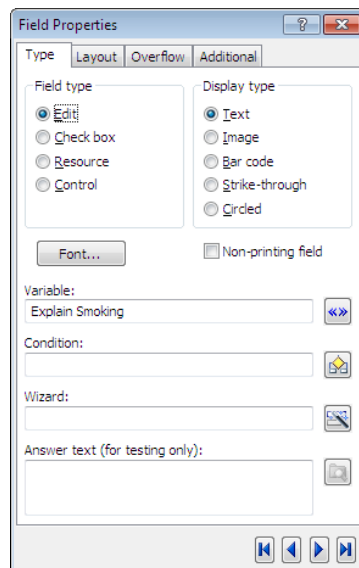 Field Properties
Type Layout Overflow Additional
Field type
Edit
Check box
Resource
Control
Display type
Text
Image
Bar code
Strike-through
Circled
Font...
Non-printing field
Variable:
Explain Smoking
«»
Condition:
Wizard:
Answer text (for testing only):